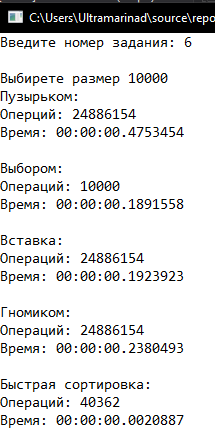 C:\Users\Ultramarinad\source\repo
Введите номер задания: 6
Выбирете размер 10000
Пузырьком:
Оперций: 24886154
Время: 00:00:00.4753454
Выбором:
Операций: 10000
Время: 00:00:00.1891558
Вставка:
Операций: 24886154
Время: 00:00:00.1923923
Гномиком:
Операций: 24886154
Время: 00:00:00.2380493
Быстрая сортировка:
Операций: 40362
Время: 00:00:00.0020887